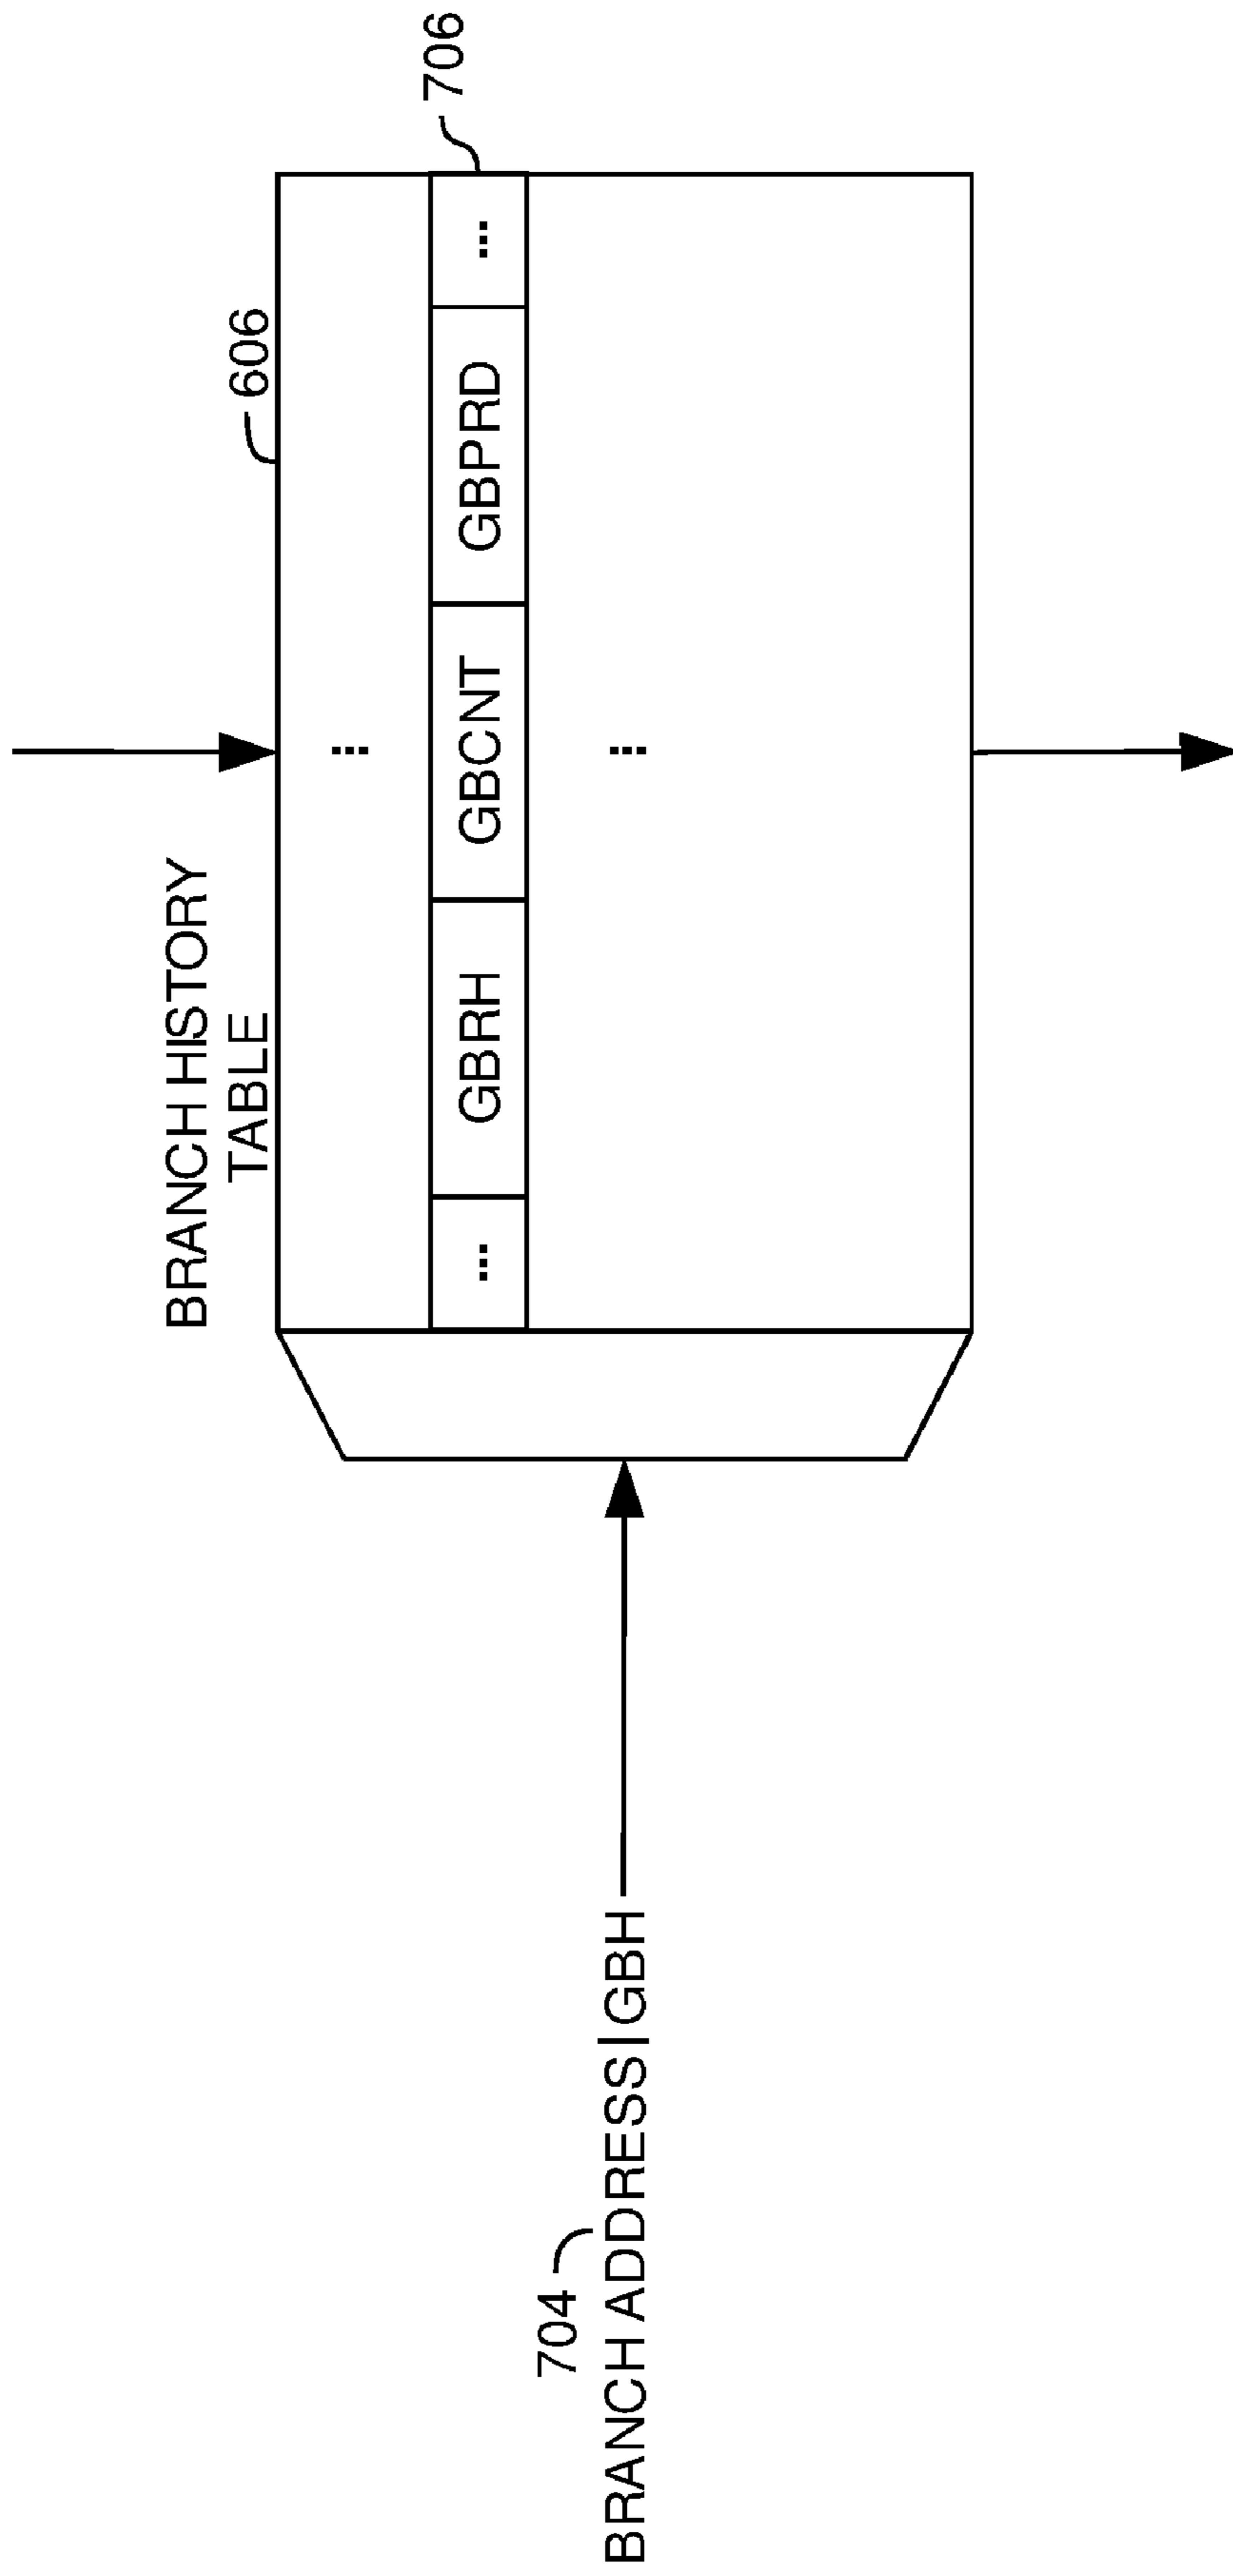 BRANCH HISTORY
TABLE
606
706
... GBRH GBCNT GBPRD ...
...
...
704
BRANCH ADDRESS|GBH